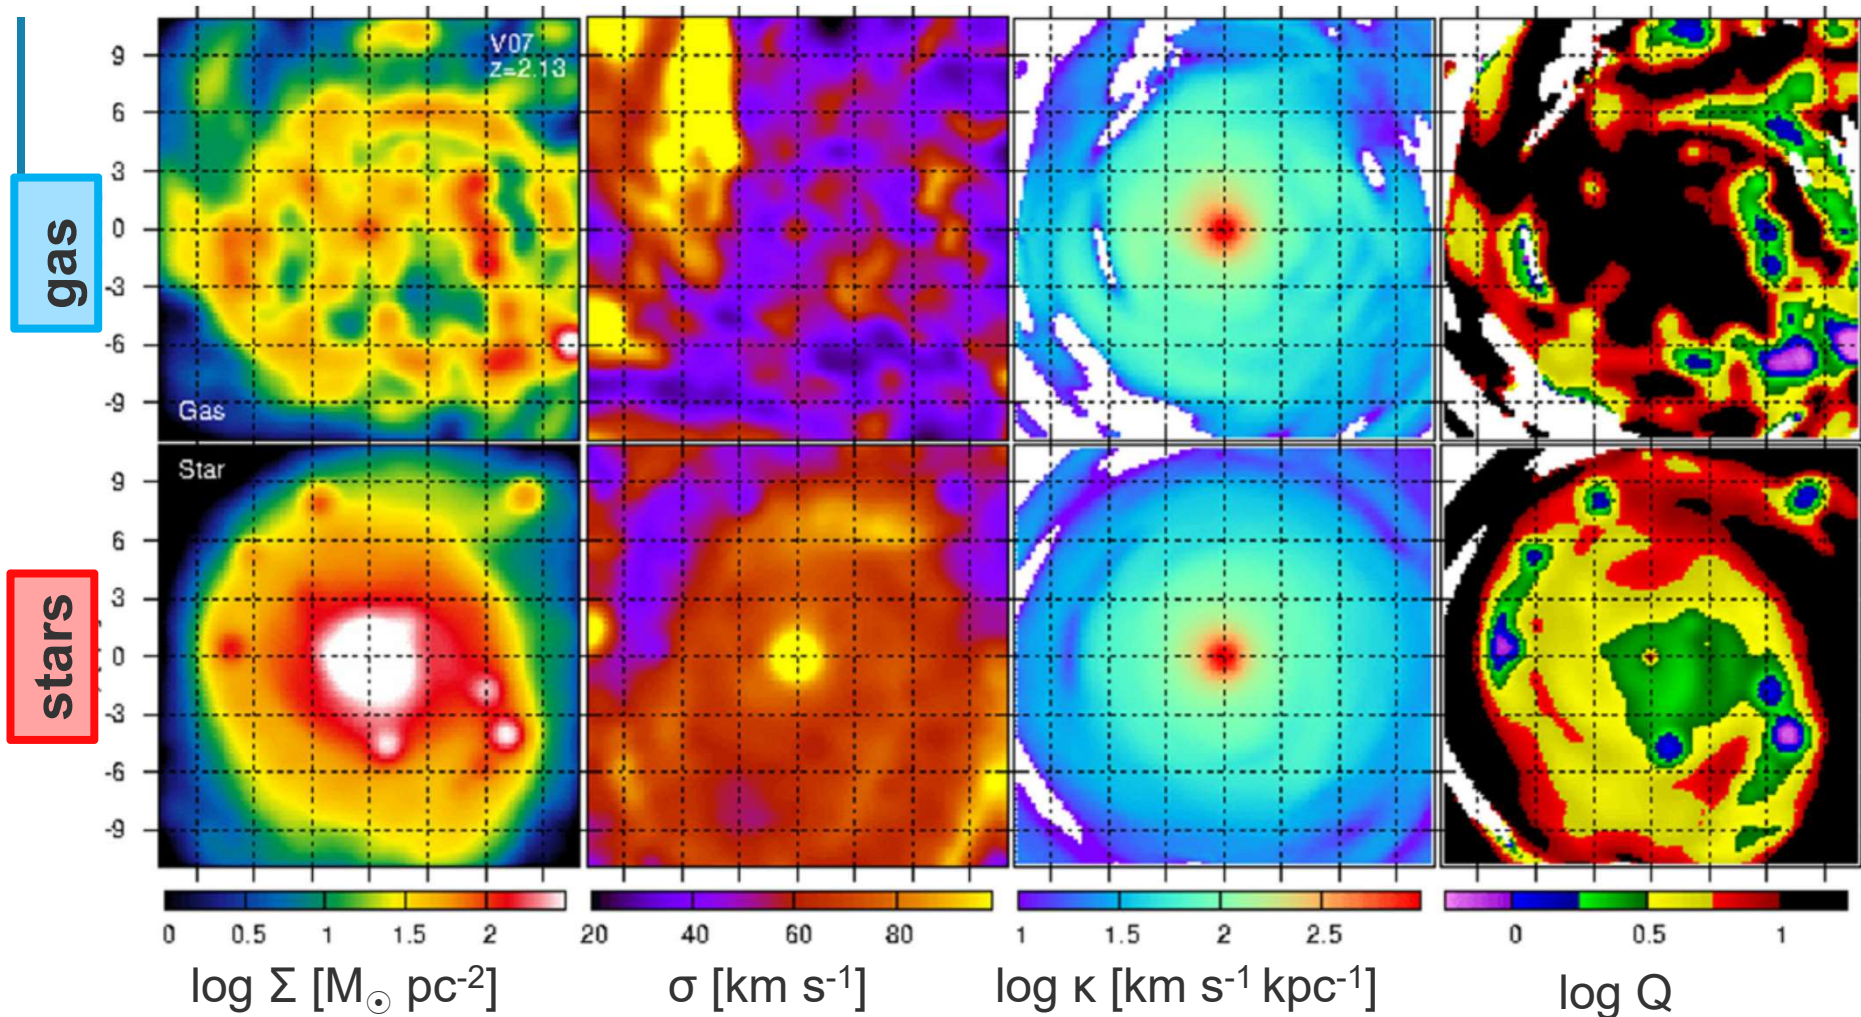 V07
z=2.13
9
6
3
0
-3
-6
-9
Gas
gas
Star
9
6
3
0
-3
-6
-9
stars
0 0.5 1 1.5 2
20 40 60 80
1 1.5 2 2.5
0 0.5 1
log Σ [M☉ pc-2]
σ [km s-1]
log κ [km s-1 kpc-1]
log Q